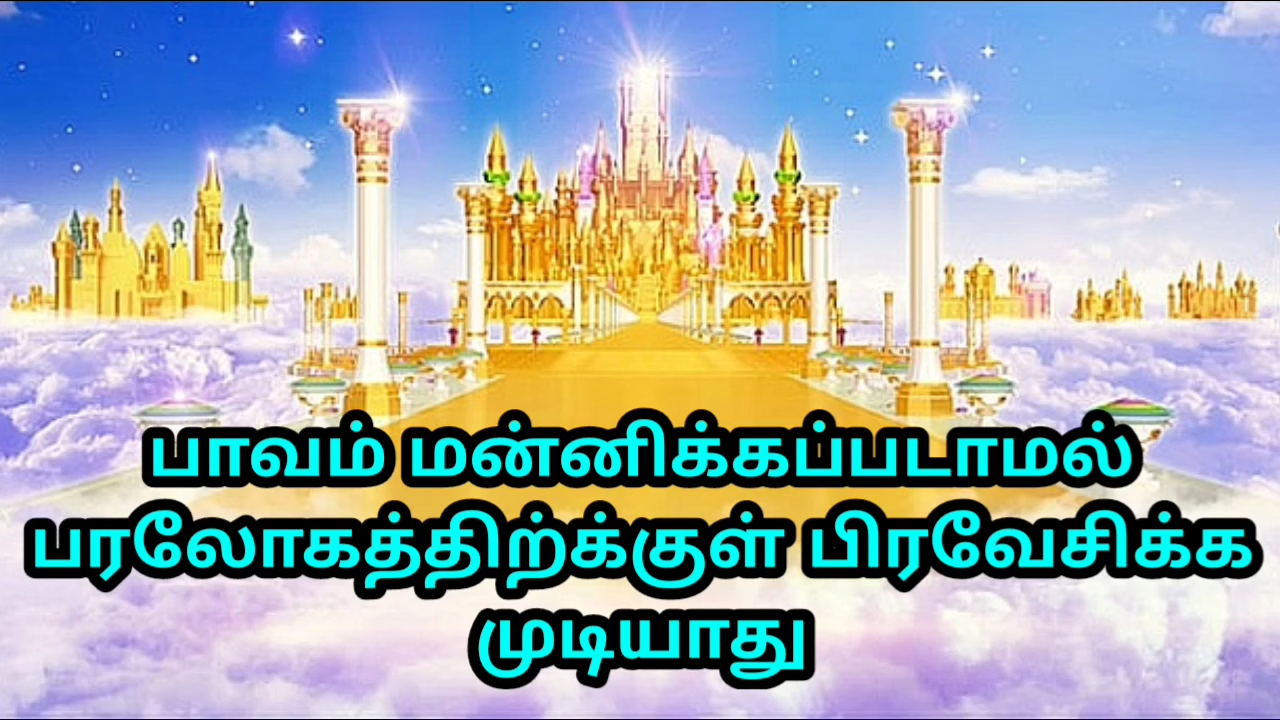 பாவம் மன்னிக்கப்படாமல்
பரலோகத்திற்க்குள் பிரவேசிக்க
முடியாது